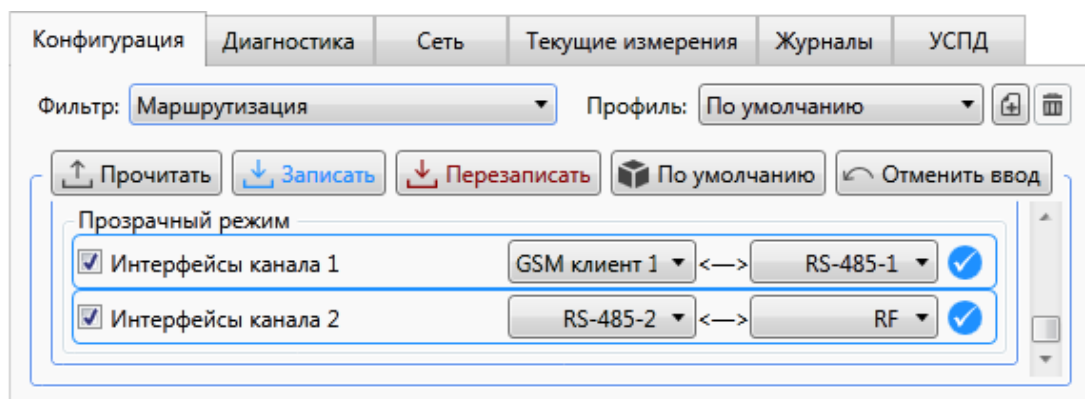 Конфигурация Диагностика Сеть Текущие измерения Журналы УСПД
Фильтр: Маршрутизация Профиль: По умолчанию
Прочитать Записать Перезаписать По умолчанию Отменить ввод
Прозрачный режим
Интерфейсы канала 1 GSM клиент 1 <—> RS-485-1
Интерфейсы канала 2 RS-485-2 <—> RF